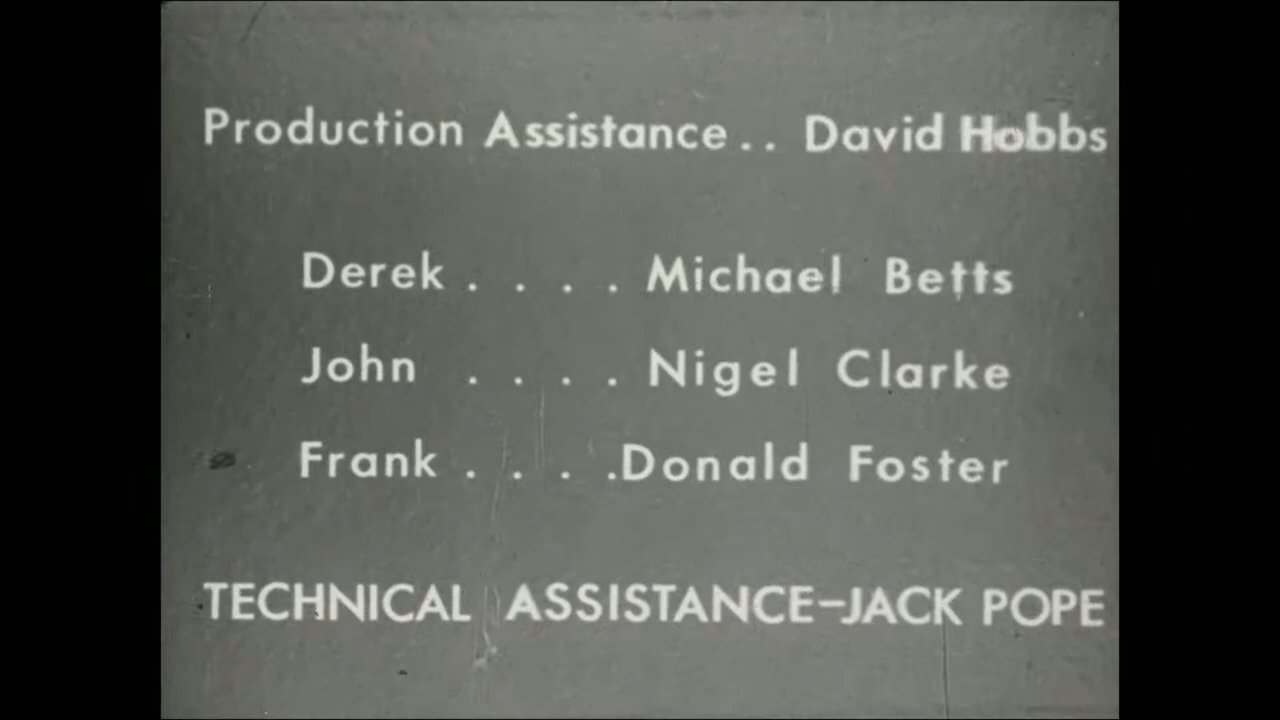 Production Assistance.. David Hobbs
Derek . . . . Michael Betts
John . . . . Nigel Clarke
Frank . . . .Donald Foster
TECHNICAL ASSISTANCE–JACK POPE